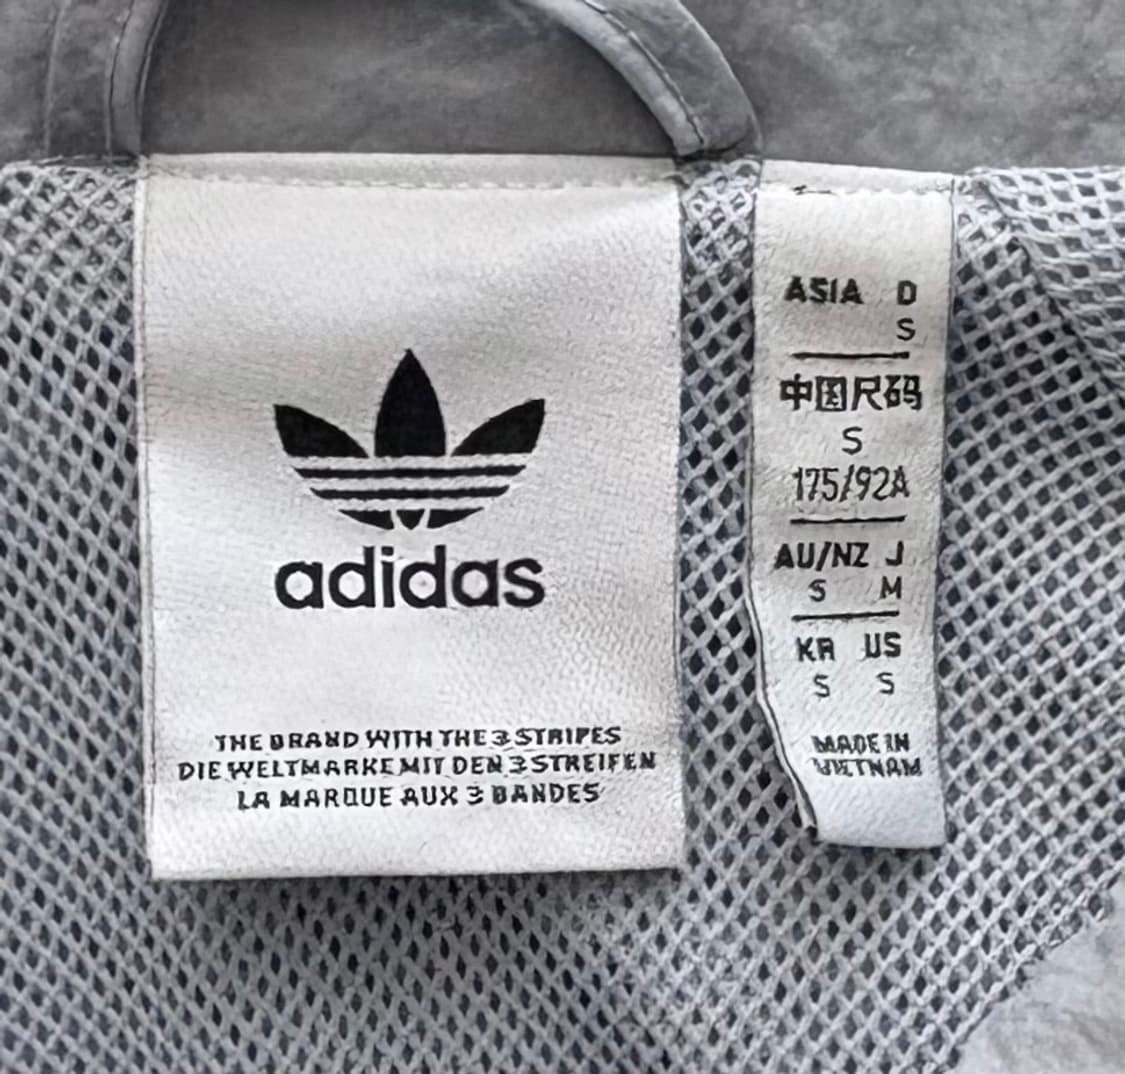 adidas
THE BRAND WITH THE 3 STRIPES
DIE WELTMARKE MIT DEN 3 STREIFEN
LA MARQUE AUX 3 BANDES
ASIA D
S
中国尺码
S
175/92A
AU/NZ J
S M
KR US
S S
MADE IN
VIETNAM